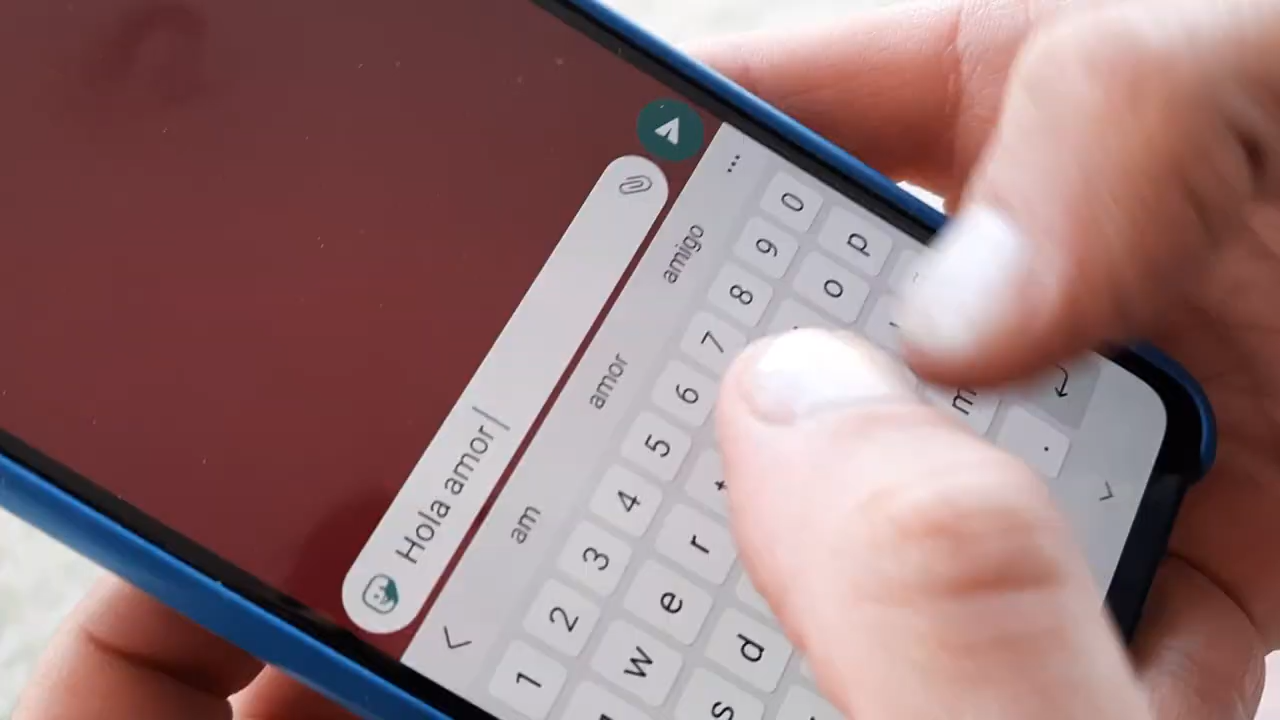 Hola amor
am amor amigo
1 2 3 4 5 6 7 8 9 0
w e r o p
s d
m .